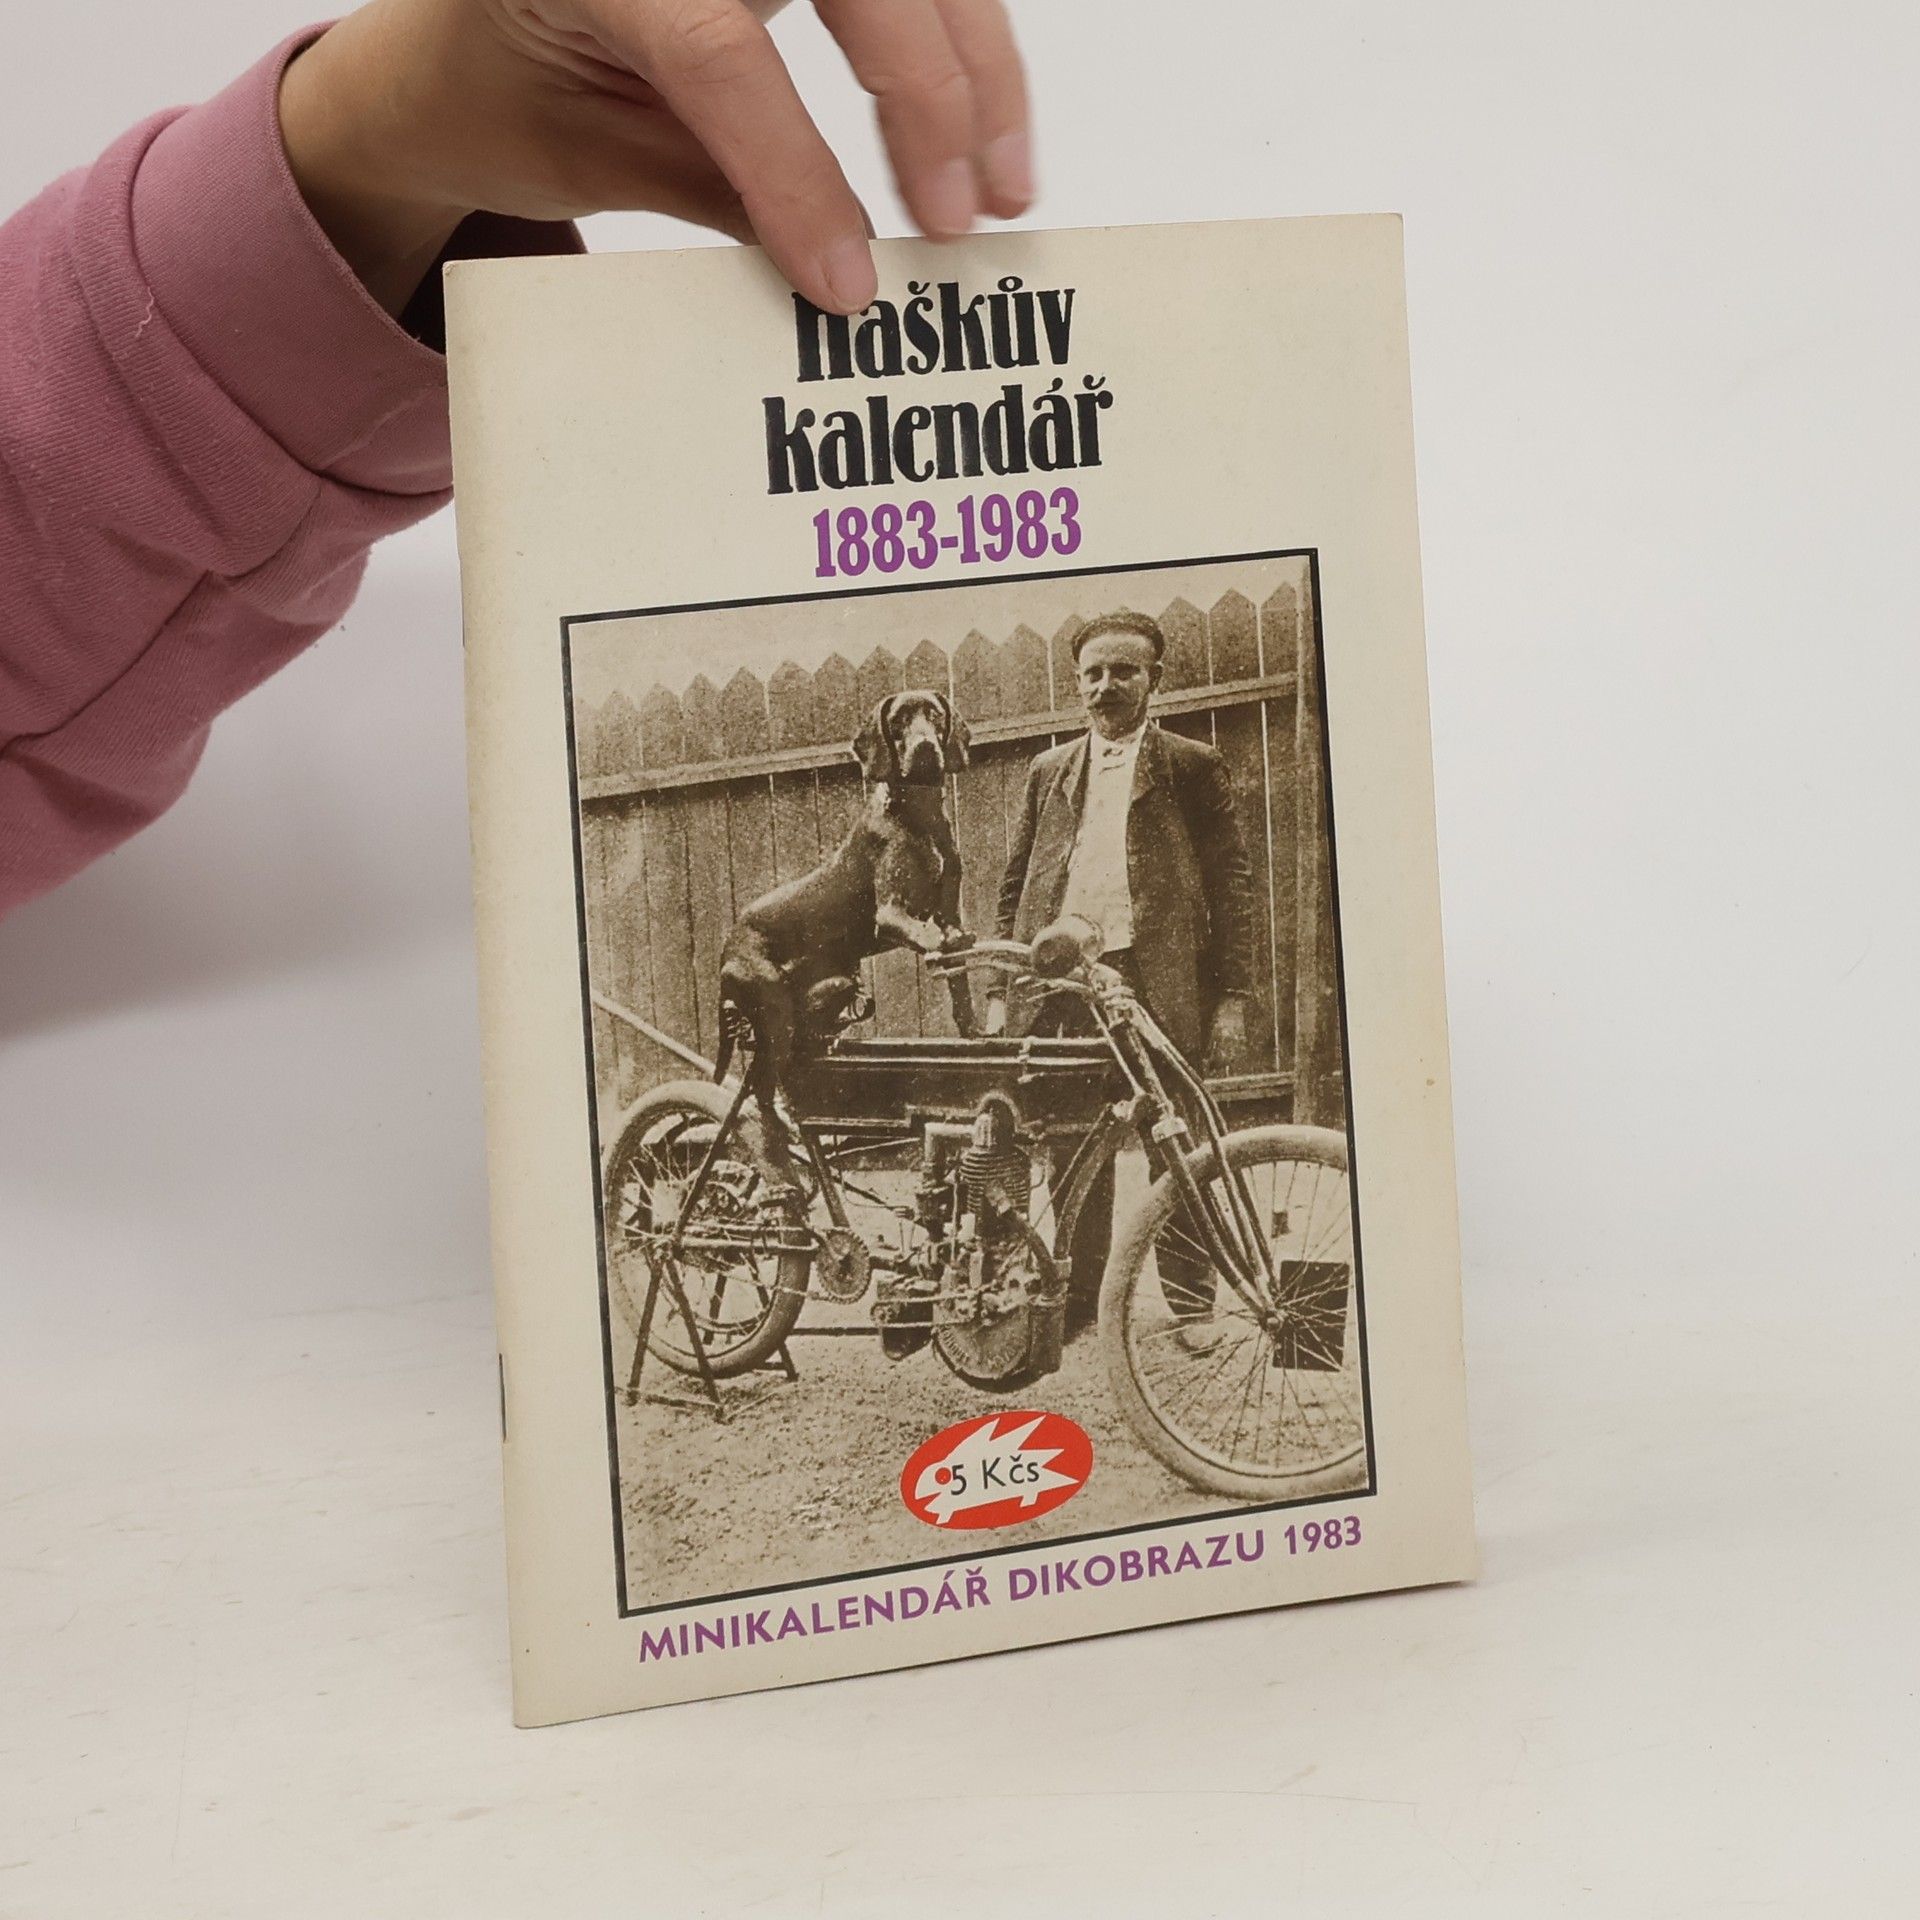 Haškův
kalendář
1883-1983
5 Kčs
MINIKALENDÁŘ DIKOBRAZU 1983